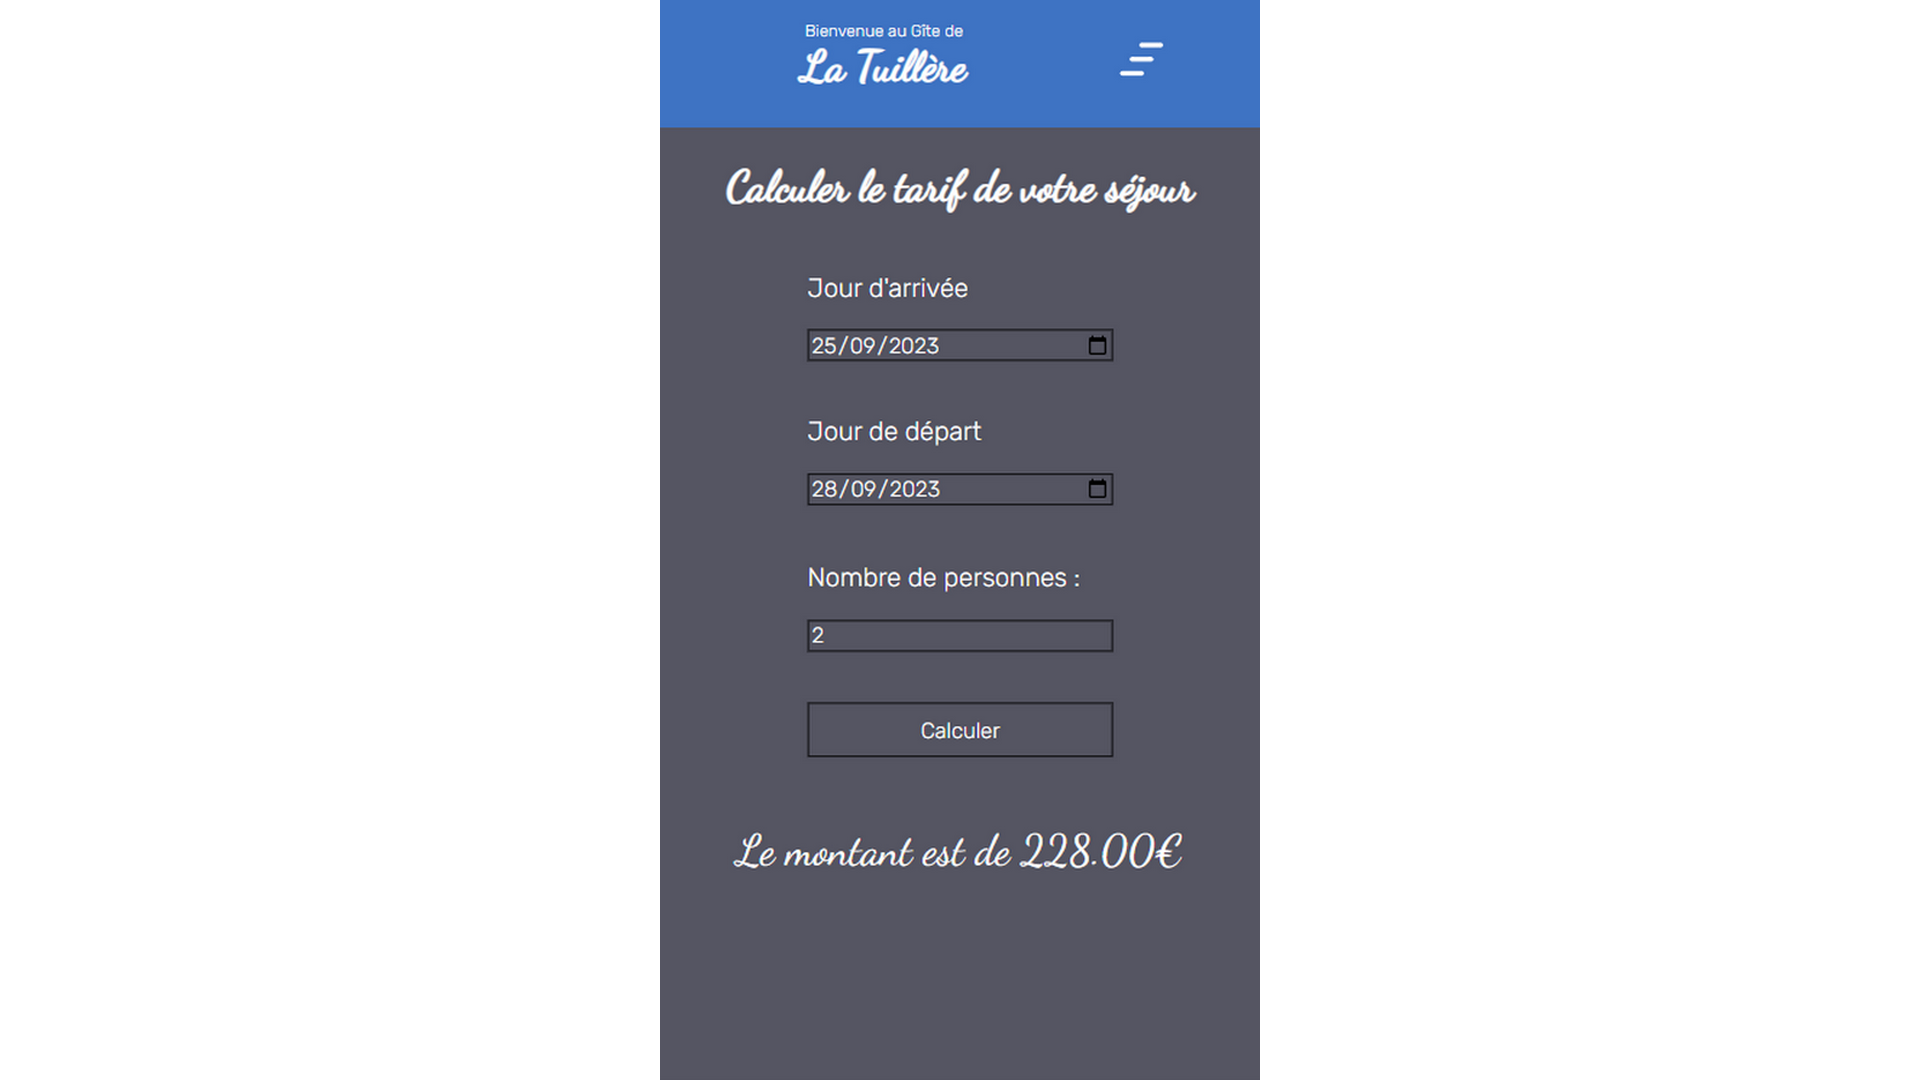 Bienvenue au Gîte de
La Tuillère
Calculer le tarif de votre séjour
Jour d'arrivée
25/09/2023
Jour de départ
28/09/2023
Nombre de personnes :
2
Calculer
Le montant est de 228.00€